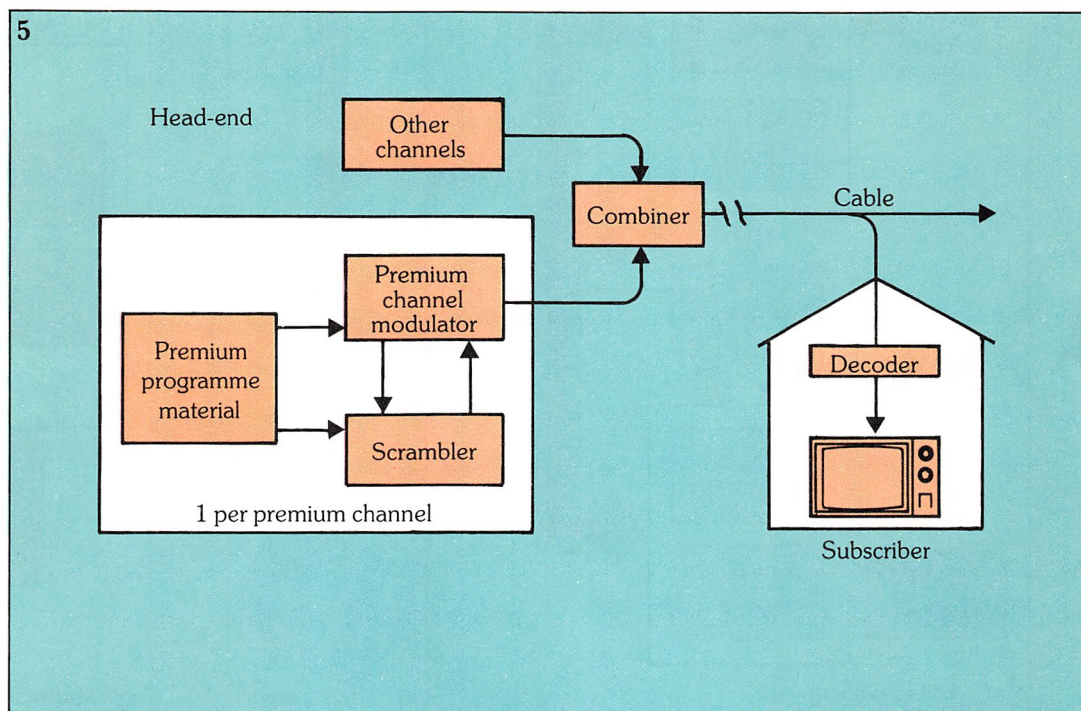 5
Head-end
Other
channels
Combiner
Cable
Premium
channel
modulator
Premium
programme
material
Scrambler
1 per premium channel
Decoder
Subscriber